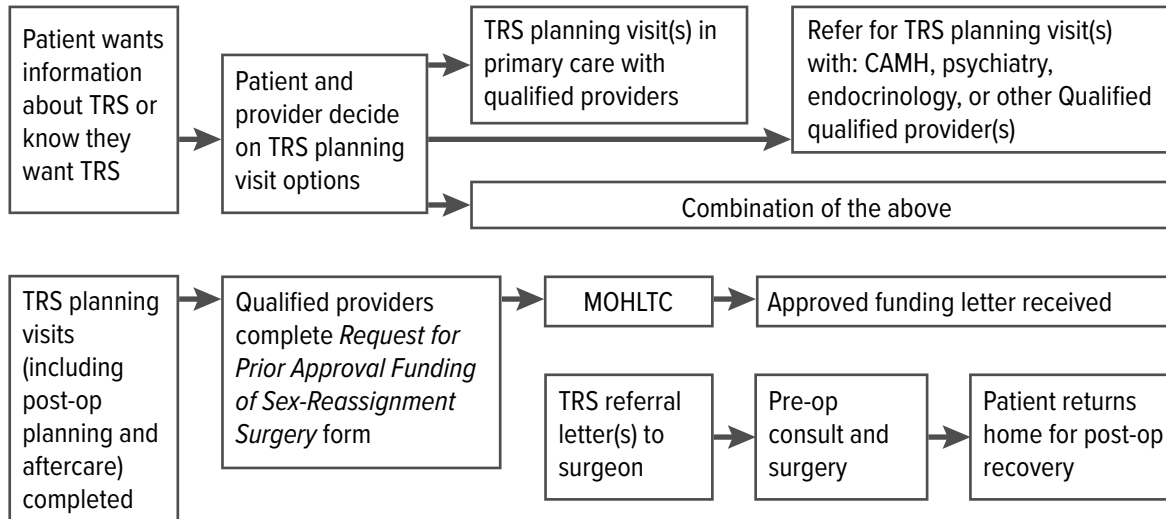 Patient wants
information
about TRS or
know they
want TRS
Patient and
provider decide
on TRS planning
visit options
TRS planning
visit(s) in
primary care with
qualified providers
Refer for TRS planning visit(s)
with: CAMH, psychiatry,
endocrinology, or other Qualified
qualified provider(s)
Combination of the above
TRS planning
visits
(including
post-op
planning and
aftercare)
completed
Qualified providers
complete Request for
Prior Approval Funding
of Sex-Reassignment
Surgery form
MOHLTC
Approved funding letter received
TRS referral
letter(s) to
surgeon
Pre-op
consult and
surgery
Patient returns
home for post-op
recovery